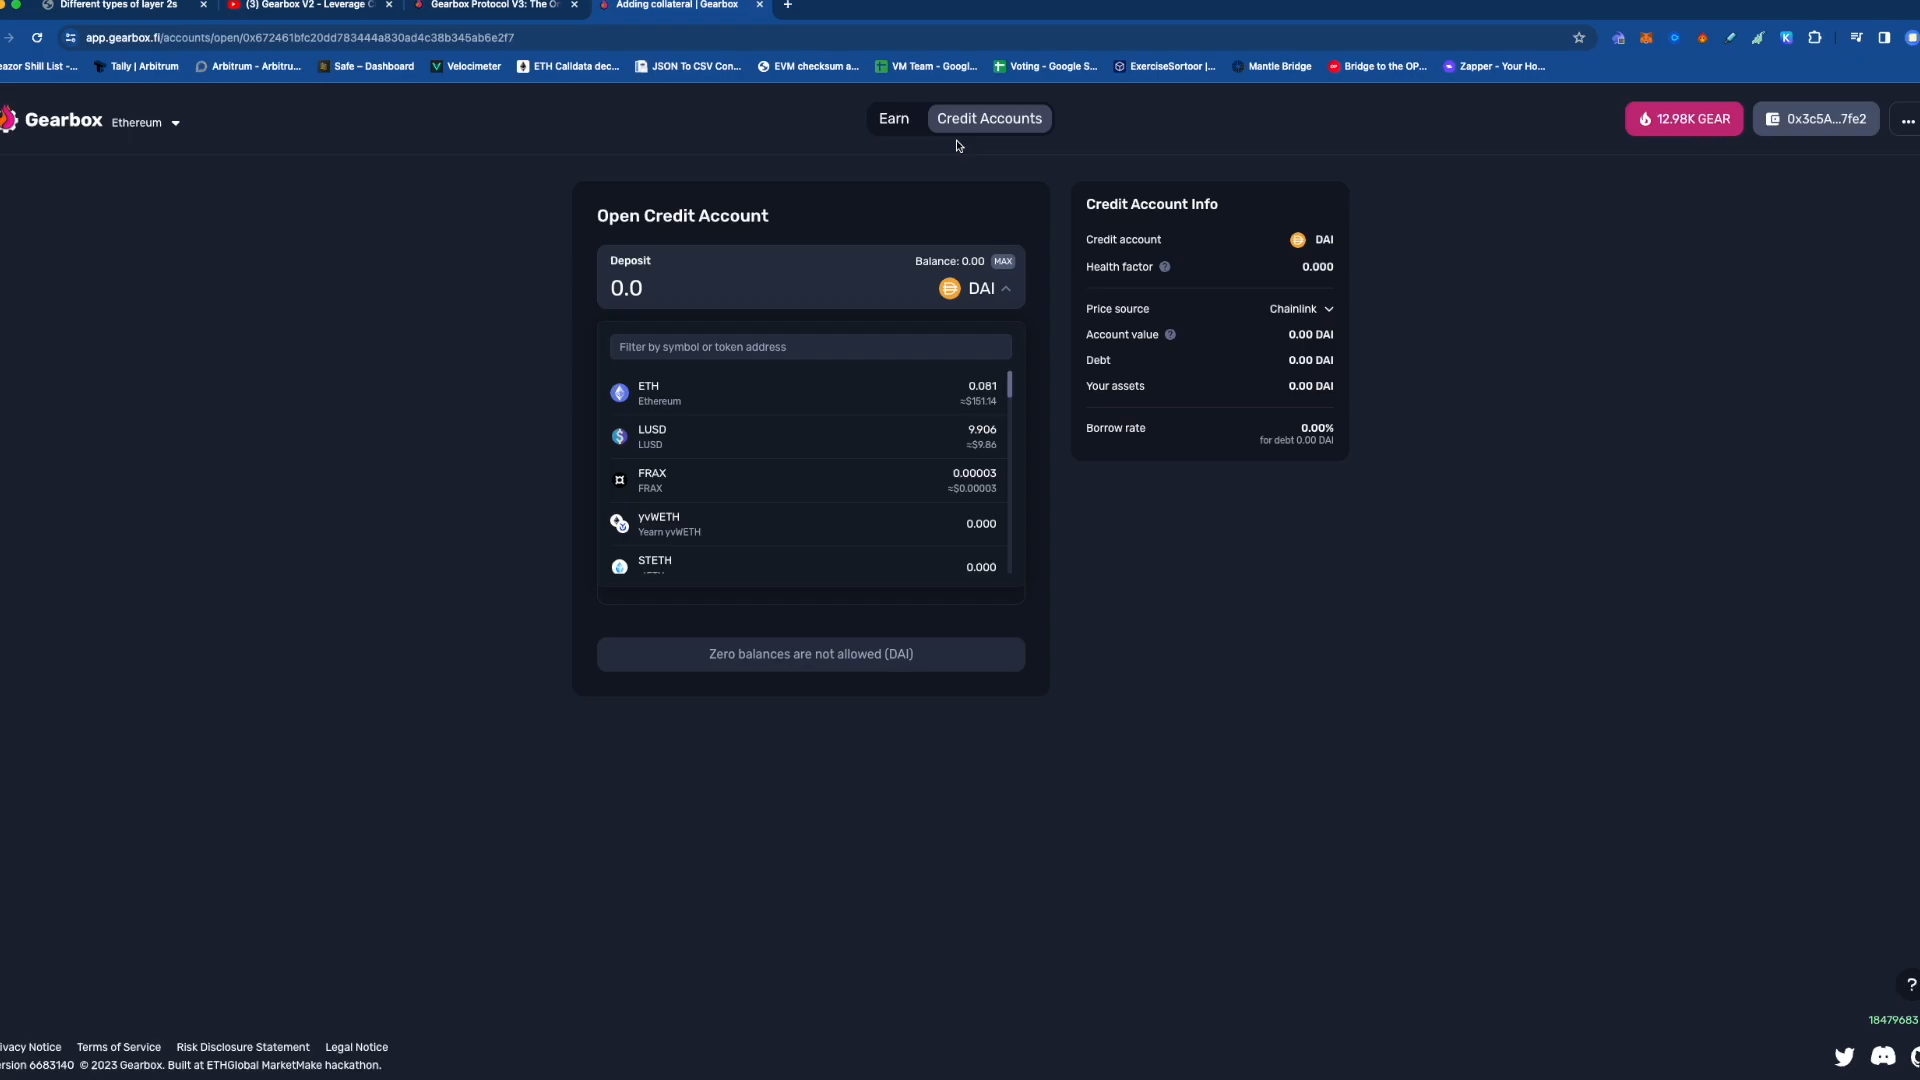 Different types of layer 2s
(3) Gearbox V2 - Leverage C
Gearbox Protocol V3: The On
Adding collateral | Gearbox
app.gearbox.fi/accounts/open/0x672461bfc20dd783444a830ad4c38b345ab6e2f7
eazor Shill List -...
Tally | Arbitrum
Arbitrum - Arbitru...
Safe – Dashboard
Velocimeter
ETH Calldata dec...
JSON To CSV Con...
EVM checksum a...
VM Team - Googl...
Voting - Google S...
ExerciseSortoor |...
Mantle Bridge
Bridge to the OP...
Zapper - Your Ho...
Gearbox
Ethereum
Earn
Credit Accounts
12.98K GEAR
0x3c5A...7fe2
...
Open Credit Account
Deposit
Balance: 0.00 MAX
0.0
DAI
Filter by symbol or token address
ETH 0.081
Ethereum ≈$151.14
LUSD 9.906
LUSD ≈$9.86
FRAX 0.00003
FRAX ≈$0.00003
yvWETH 0.000
Yearn yvWETH
STETH 0.000
Zero balances are not allowed (DAI)
Credit Account Info
Credit account DAI
Health factor ? 0.000
Price source Chainlink
Account value ? 0.00 DAI
Debt 0.00 DAI
Your assets 0.00 DAI
Borrow rate 0.00%
for debt 0.00 DAI
?
18479683
ivacy Notice Terms of Service Risk Disclosure Statement Legal Notice
ersion 6683140 © 2023 Gearbox. Built at ETHGlobal MarketMake hackathon.